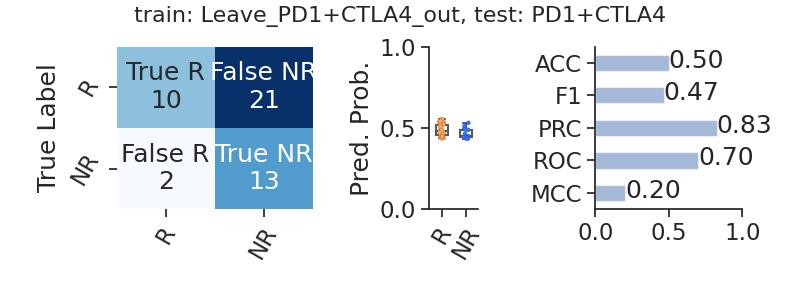 train: Leave_PD1+CTLA4_out, test: PD1+CTLA4
True Label
R
NR
True R
10
False NR
21
False R
2
True NR
13
R
NR
Pred. Prob.
1.0
0.5
0.0
R
NR
ACC
0.50
F1
0.47
PRC
0.83
ROC
0.70
MCC
0.20
0.0
0.5
1.0